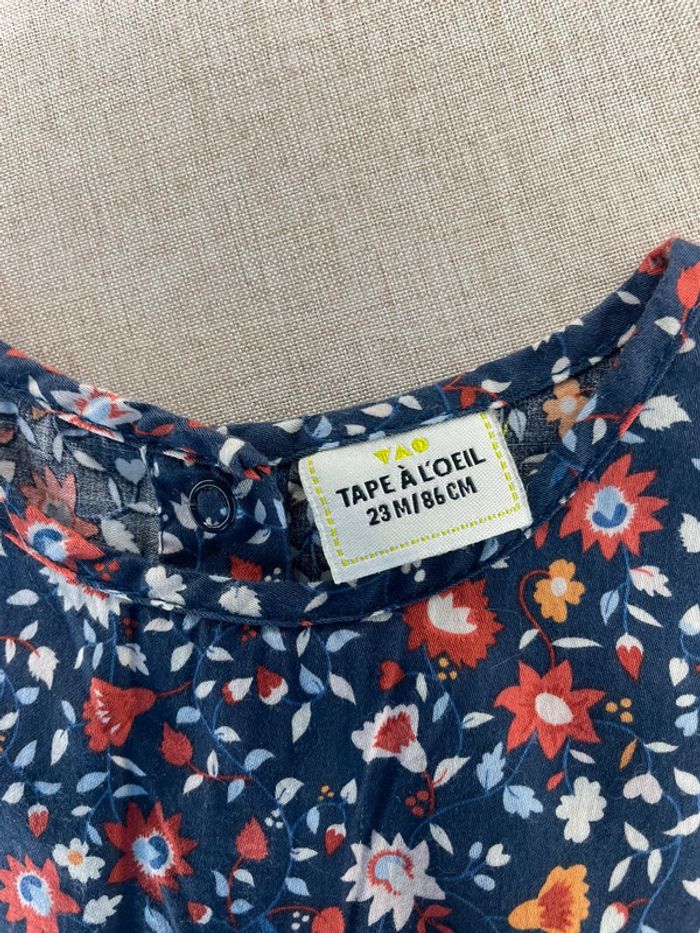 TAO
TAPE À L'OEIL
23 M/86 CM